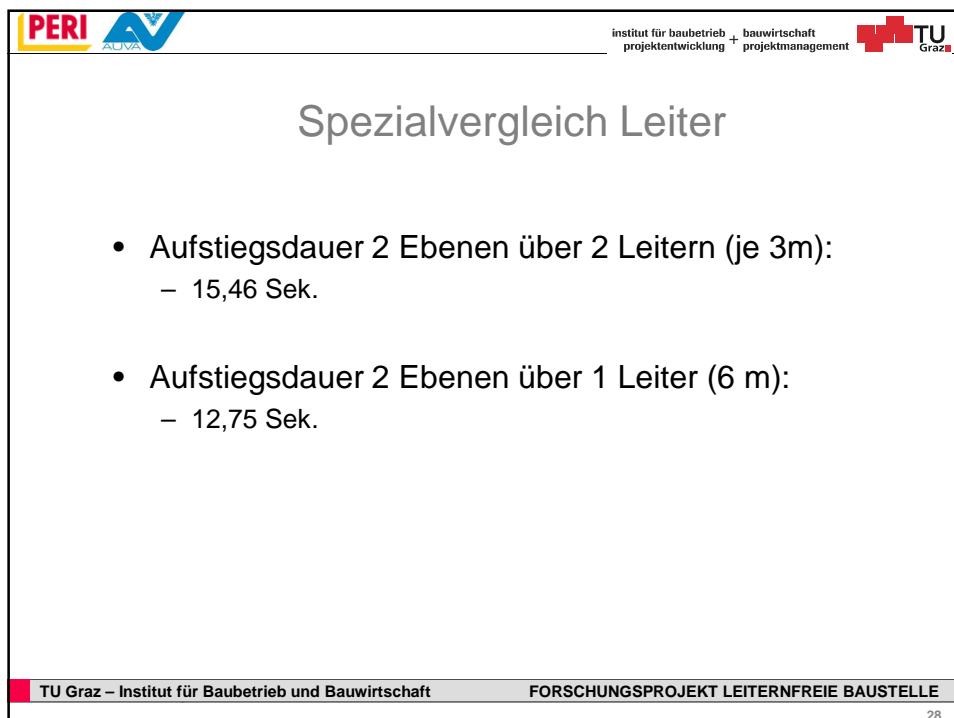 PERI AUVA
institut für baubetrieb + bauwirtschaft
projektentwicklung projektmanagement
TU
Graz
Spezialvergleich Leiter
• Aufstiegsdauer 2 Ebenen über 2 Leitern (je 3m):
– 15,46 Sek.
• Aufstiegsdauer 2 Ebenen über 1 Leiter (6 m):
– 12,75 Sek.
TU Graz – Institut für Baubetrieb und Bauwirtschaft FORSCHUNGSPROJEKT LEITERNFREIE BAUSTELLE
28